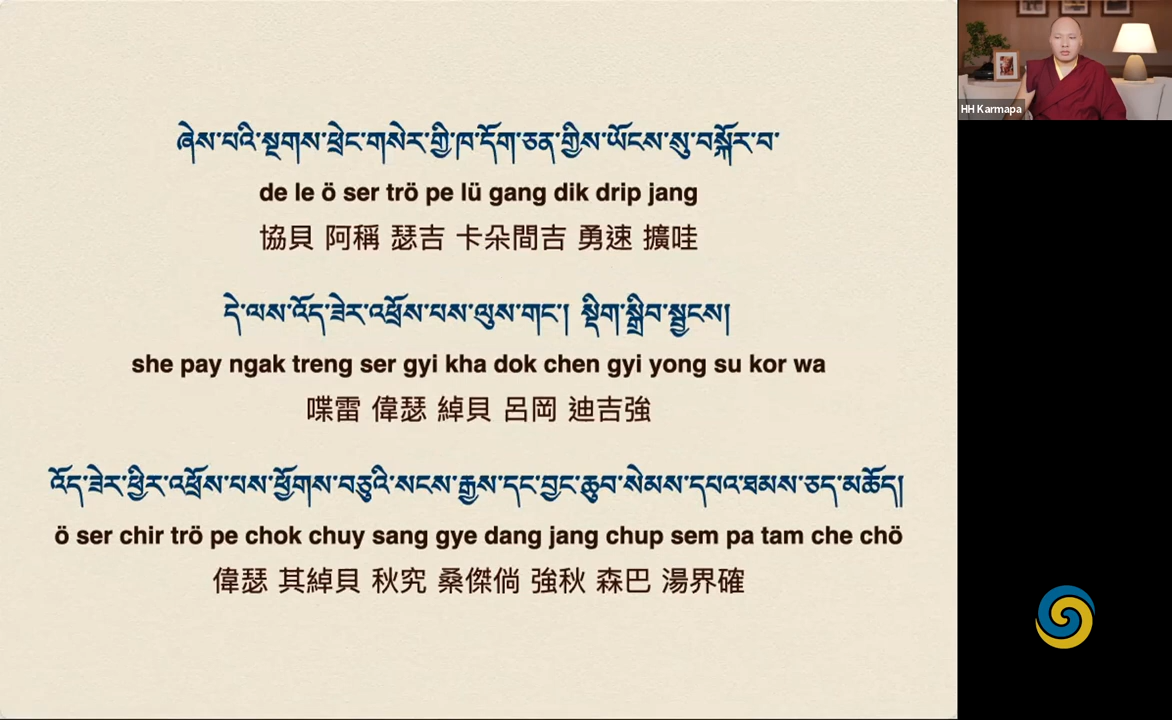 ཞེས་པའི་སྔགས་ཕྲེང་གསེར་གྱི་ཁ་དོག་ཅན་གྱིས་ཡོངས་སུ་བསྐོར་བ་
de le ö ser trö pe lü gang dik drip jang
協貝 阿稱 瑟吉 卡朵間吉 勇速 擴哇
དེ་ལས་འོད་ཟེར་འཕྲོས་པས་ལུས་གང་། སྡིག་སྒྲིབ་སྦྱངས།
she pay ngak treng ser gyi kha dok chen gyi yong su kor wa
喋雷 偉瑟 綽貝 呂岡 迪吉強
འོད་ཟེར་ཕྱིར་འཕྲོས་པས་ཕྱོགས་བཅུའི་སངས་རྒྱས་དང་བྱང་ཆུབ་སེམས་དཔའ་ཐམས་ཅད་མཆོད།
ö ser chir trö pe chok chuy sang gye dang jang chup sem pa tam che chö
偉瑟 其綽貝 秋究 桑傑倘 強秋 森巴 湯界確
HH Karmapa